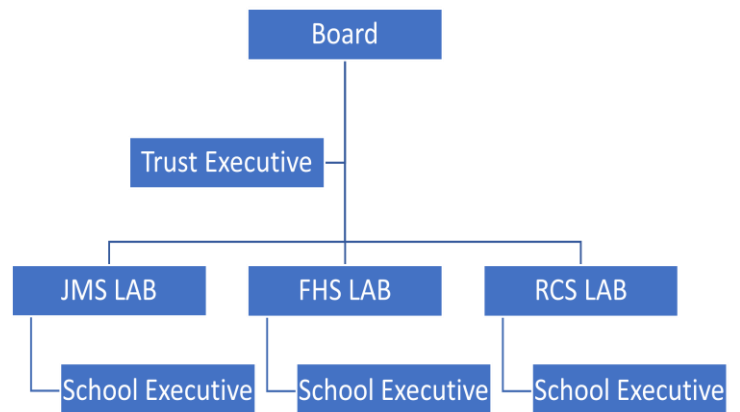 Board
Trust Executive
JMS LAB
FHS LAB
RCS LAB
School Executive
School Executive
School Executive